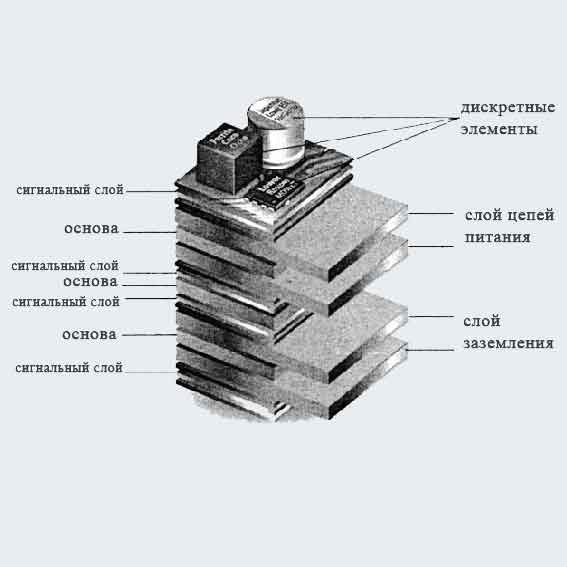 дискретные
элементы
сигнальный слой
слой цепей
питания
основа
сигнальный слой
основа
сигнальный слой
слой
заземления
основа
сигнальный слой